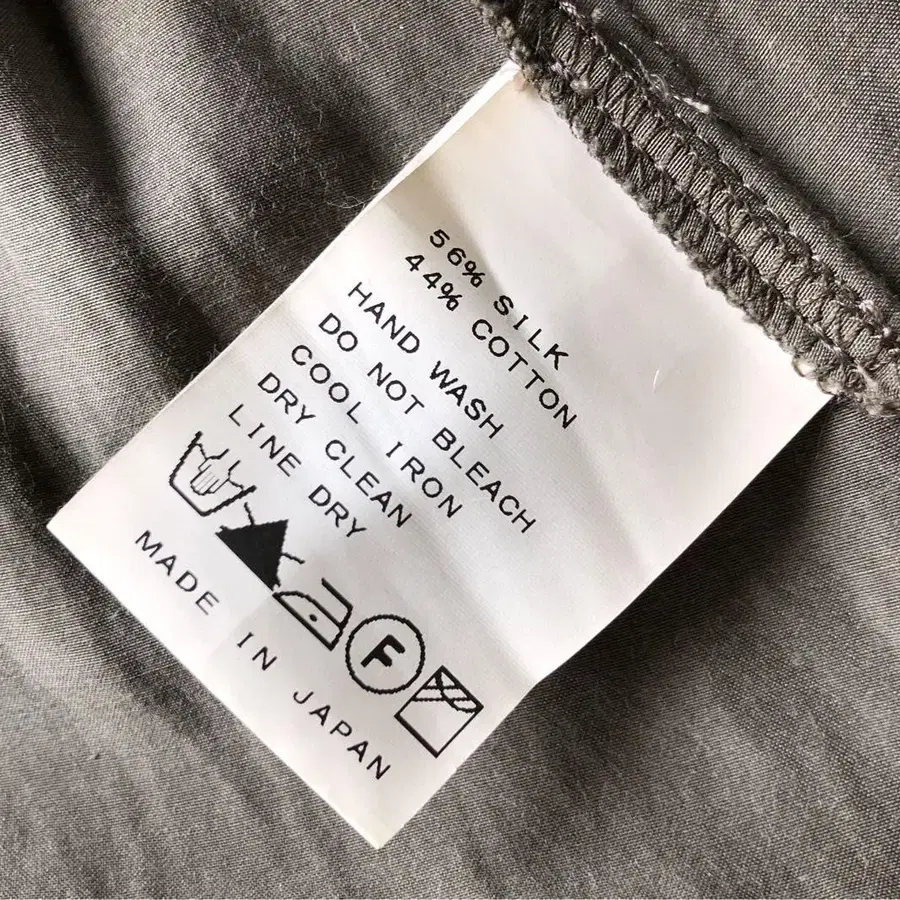 56% SILK
44% COTTON
HAND WASH
DO NOT BLEACH
COOL IRON
DRY CLEAN
LINE DRY
F
MADE IN JAPAN